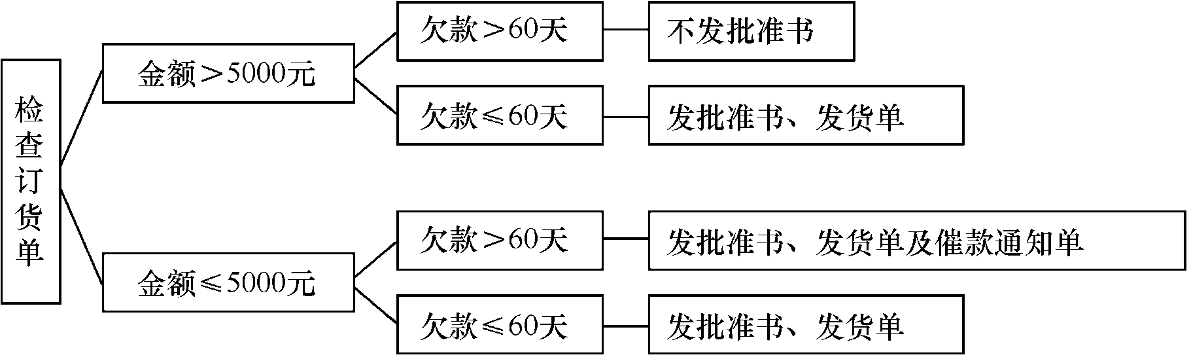 检查订货单
金额>5000元
欠款>60天
不发批准书
欠款≤60天
发批准书、发货单
金额≤5000元
欠款>60天
发批准书、发货单及催款通知单
欠款≤60天
发批准书、发货单